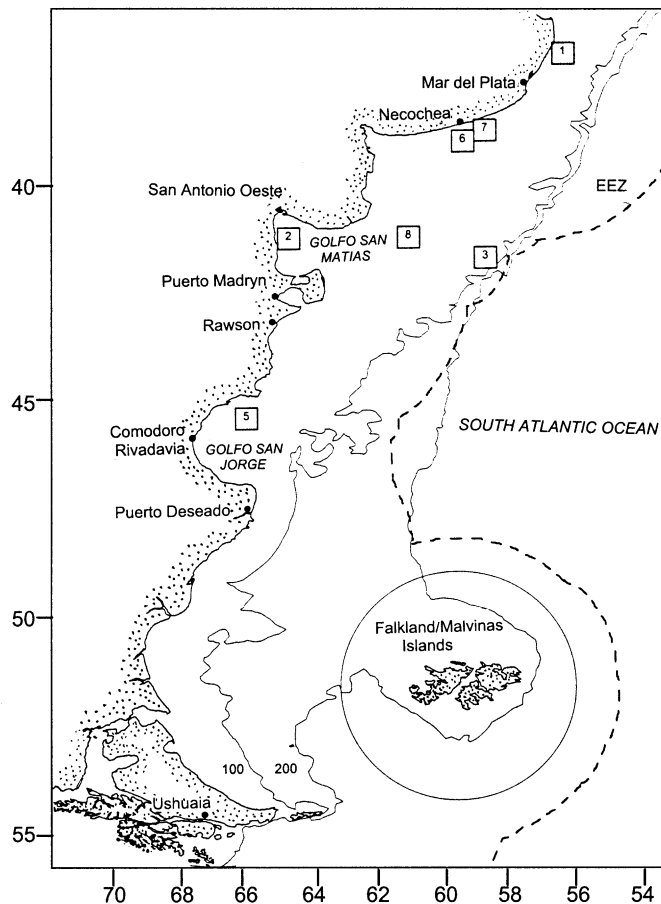 1
Mar del Plata
Necochea
7
6
40
EEZ
San Antonio Oeste
2
GOLFO SAN
MATIAS
8
3
Puerto Madryn
Rawson
45
5
SOUTH ATLANTIC OCEAN
Comodoro
Rivadavia
GOLFO SAN
JORGE
Puerto Deseado
50
Falkland/Malvinas
Islands
100
200
Ushuaia
55
70
68
66
64
62
60
58
56
54